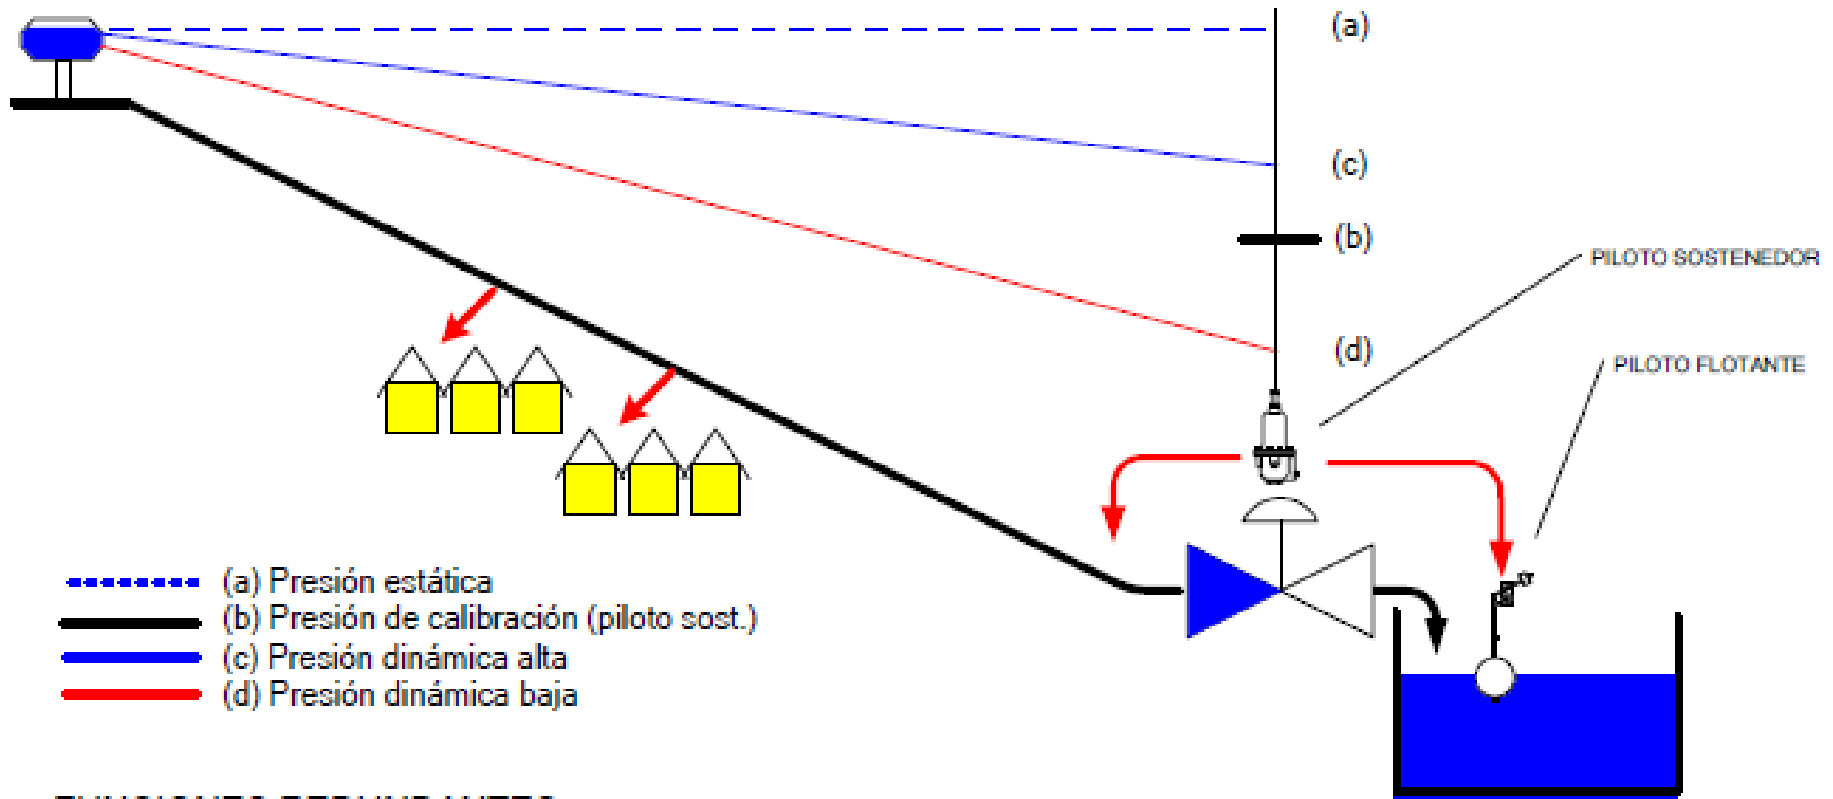 (a)
(c)
(b)
PILOTO SOSTENEDOR
(d)
PILOTO FLOTANTE
(a) Presión estática
(b) Presión de calibración (piloto sost.)
(c) Presión dinámica alta
(d) Presión dinámica baja